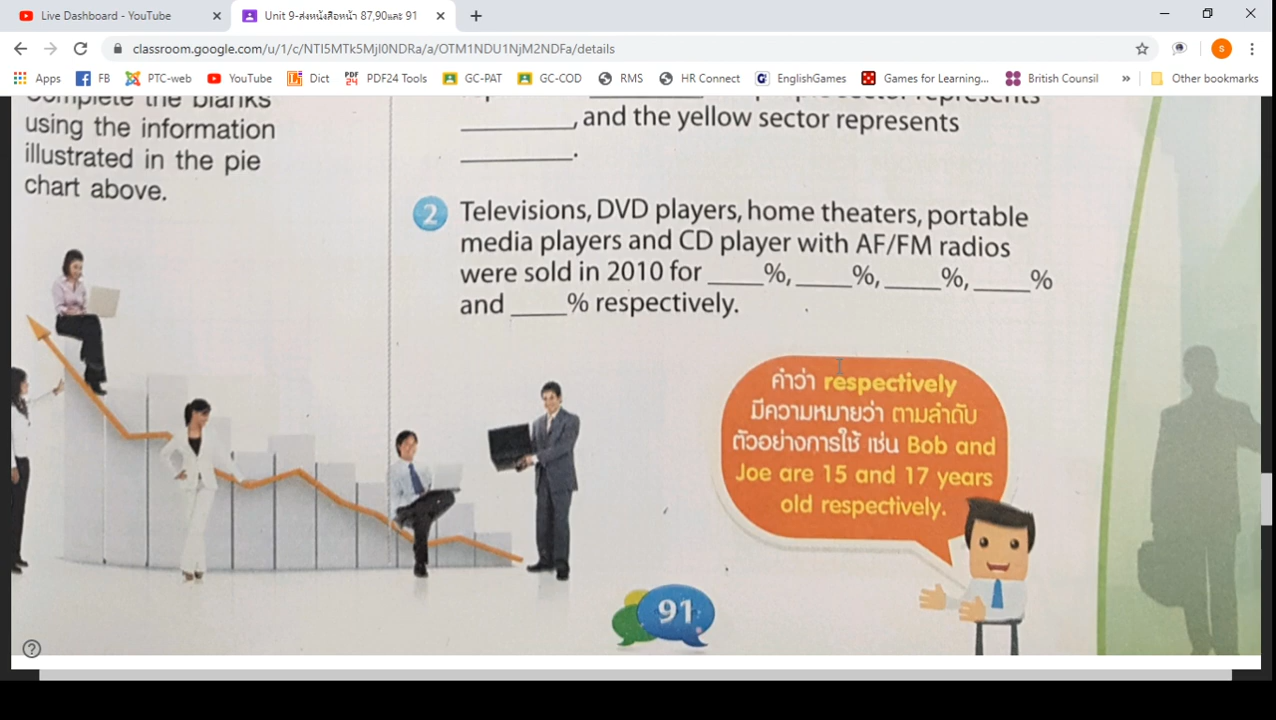 Live Dashboard - YouTube
Unit 9-ส่งหนังสือหน้า 87,90และ 91
classroom.google.com/u/1/c/NTI5MTk5MjI0NDRa/a/OTM1NDU1NjM2NDFa/details
Apps FB PTC-web YouTube Dict PDF24 Tools GC-PAT GC-COD RMS HR Connect EnglishGames Games for Learning... British Counsil » Other bookmarks
Complete the blanks
using the information
illustrated in the pie
chart above.
sector represents
________, and the yellow sector represents
________.
2 Televisions, DVD players, home theaters, portable
media players and CD player with AF/FM radios
were sold in 2010 for ____%, ____%, ____%, ____%
and ____% respectively.
คำว่า respectively
มีความหมายว่า ตามลำดับ
ตัวอย่างการใช้ เช่น Bob and
Joe are 15 and 17 years
old respectively.
91